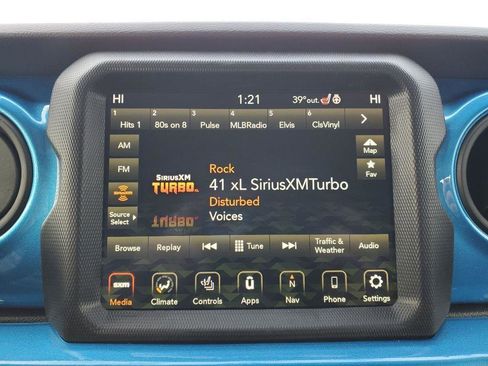 HI 1:21 39°out. HI
1 2 3 4 5 6
Hits 1 80s on 8 Pulse MLBRadio Elvis ClsVinyl
AM
Map
FM
Rock
Fav
SiriusXM
TURBO
41 xL SiriusXMTurbo
SiriusXM
Disturbed
Source
Select
Voices
Browse Replay Tune Traffic & Weather Audio
sxm N
Media Climate Controls Apps Nav Phone Settings